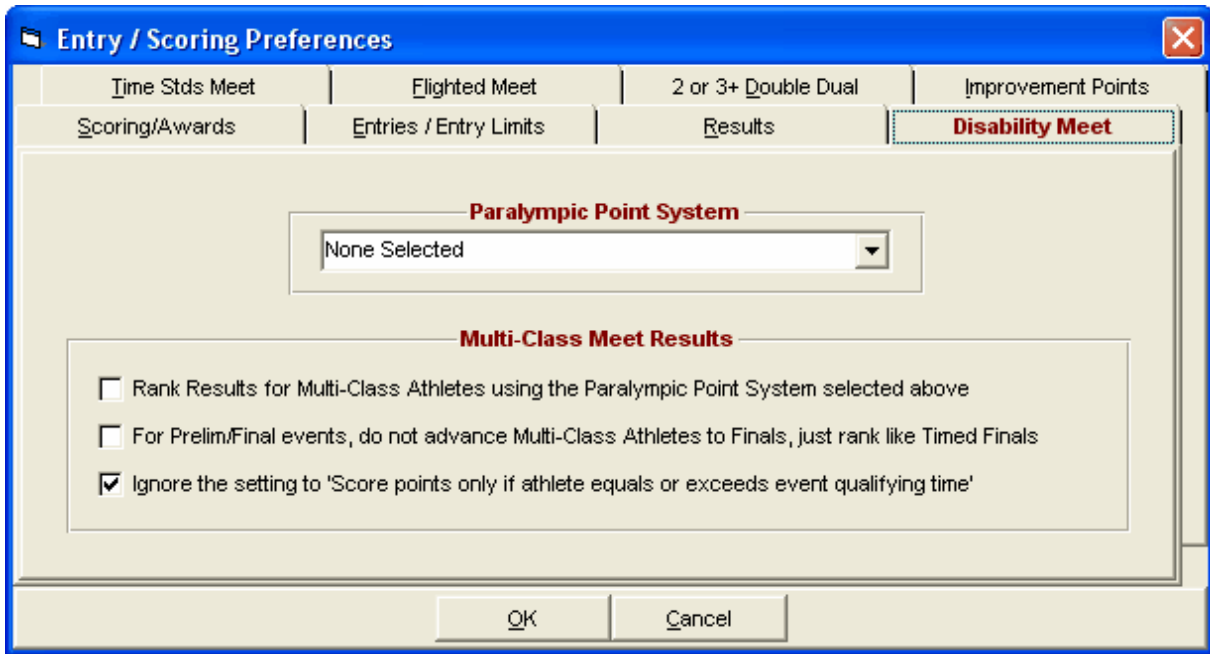 Entry / Scoring Preferences
Time Stds Meet
Flighted Meet
2 or 3+ Double Dual
Improvement Points
Scoring/Awards
Entries / Entry Limits
Results
Disability Meet
Paralympic Point System
None Selected
Multi-Class Meet Results
Rank Results for Multi-Class Athletes using the Paralympic Point System selected above
For Prelim/Final events, do not advance Multi-Class Athletes to Finals, just rank like Timed Finals
Ignore the setting to 'Score points only if athlete equals or exceeds event qualifying time'
OK
Cancel